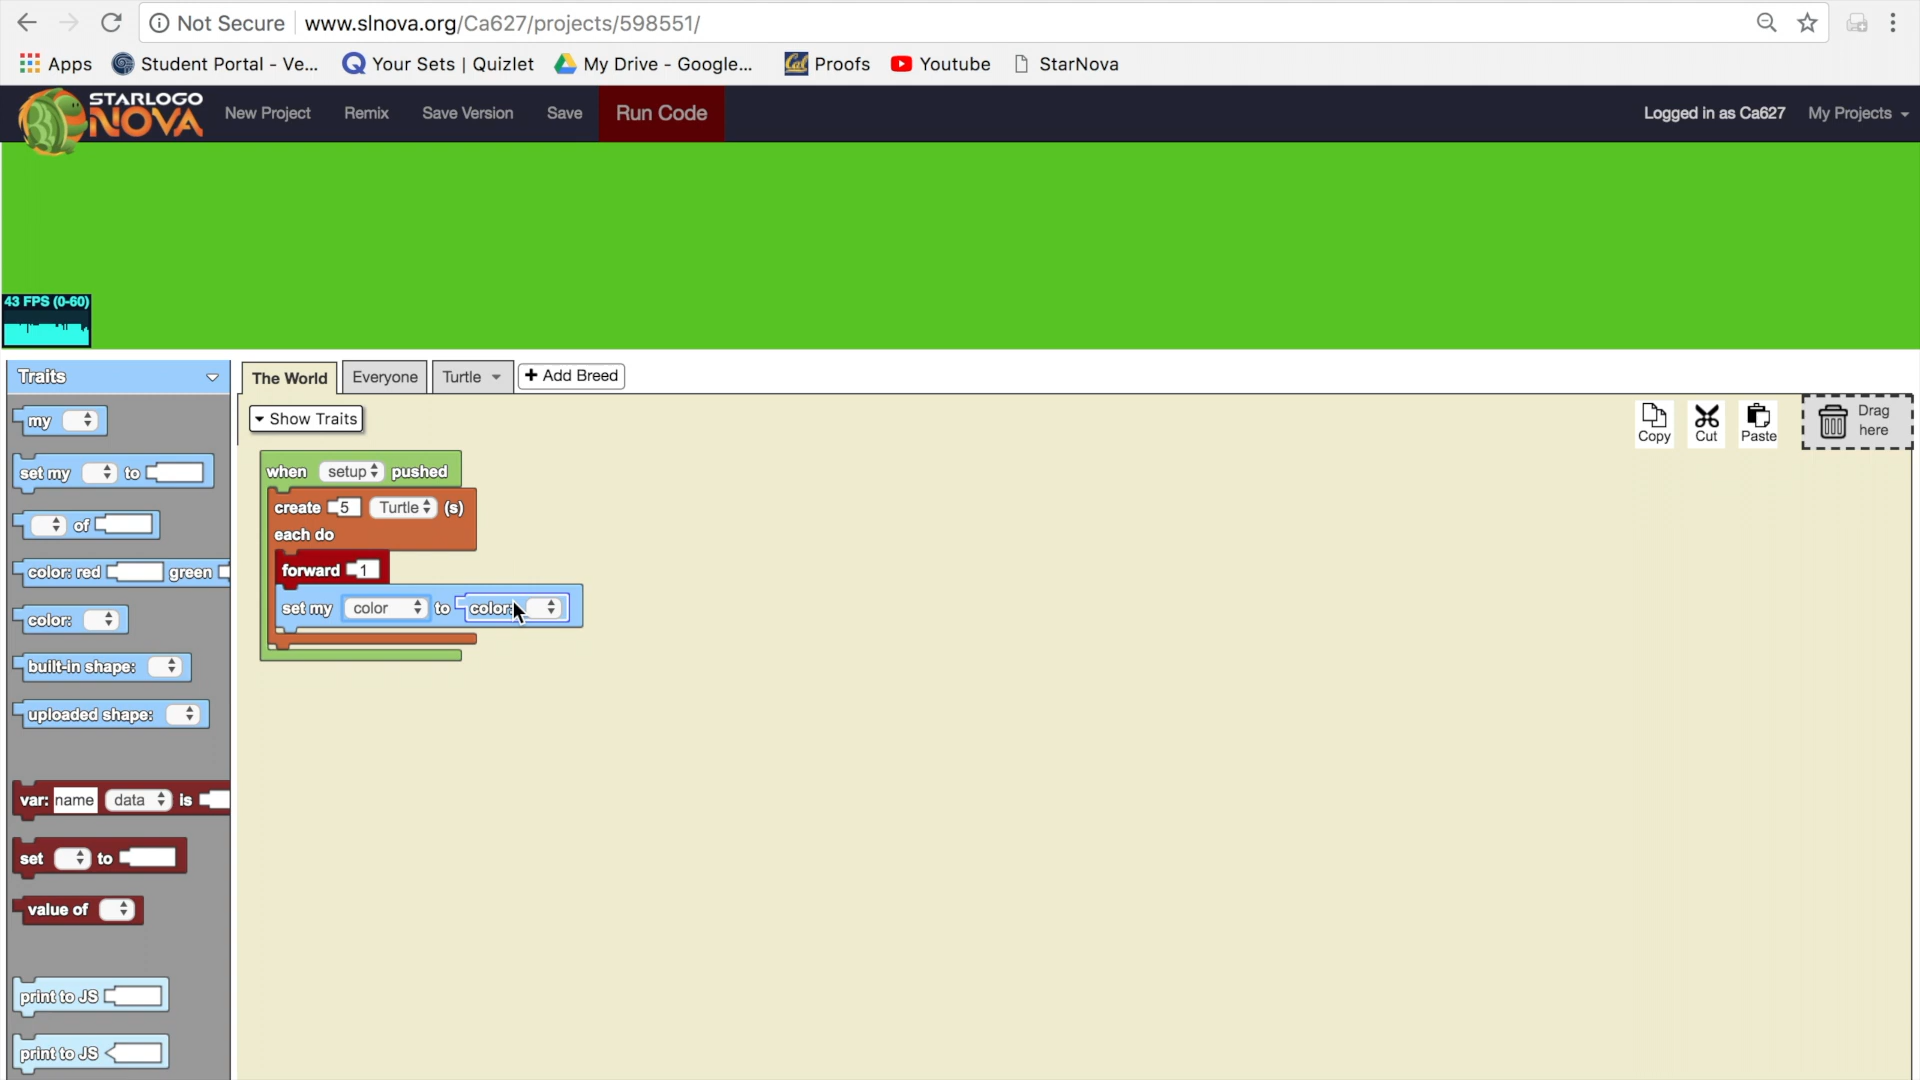 Not Secure www.slnova.org/Ca627/projects/598551/
Apps Student Portal - Ve... Your Sets | Quizlet My Drive - Google... Cal Proofs Youtube StarNova
STARLOGO NOVA New Project Remix Save Version Save Run Code Logged in as Ca627 My Projects
43 FPS (0-60)
Traits The World Everyone Turtle + Add Breed
Show Traits
Copy Cut Paste Drag here
my
set my to
of
color: red green
color:
built-in shape:
uploaded shape:
var: name data is
set to
value of
print to JS
print to JS
when setup pushed
create 5 Turtle (s)
each do
forward 1
set my color to color: